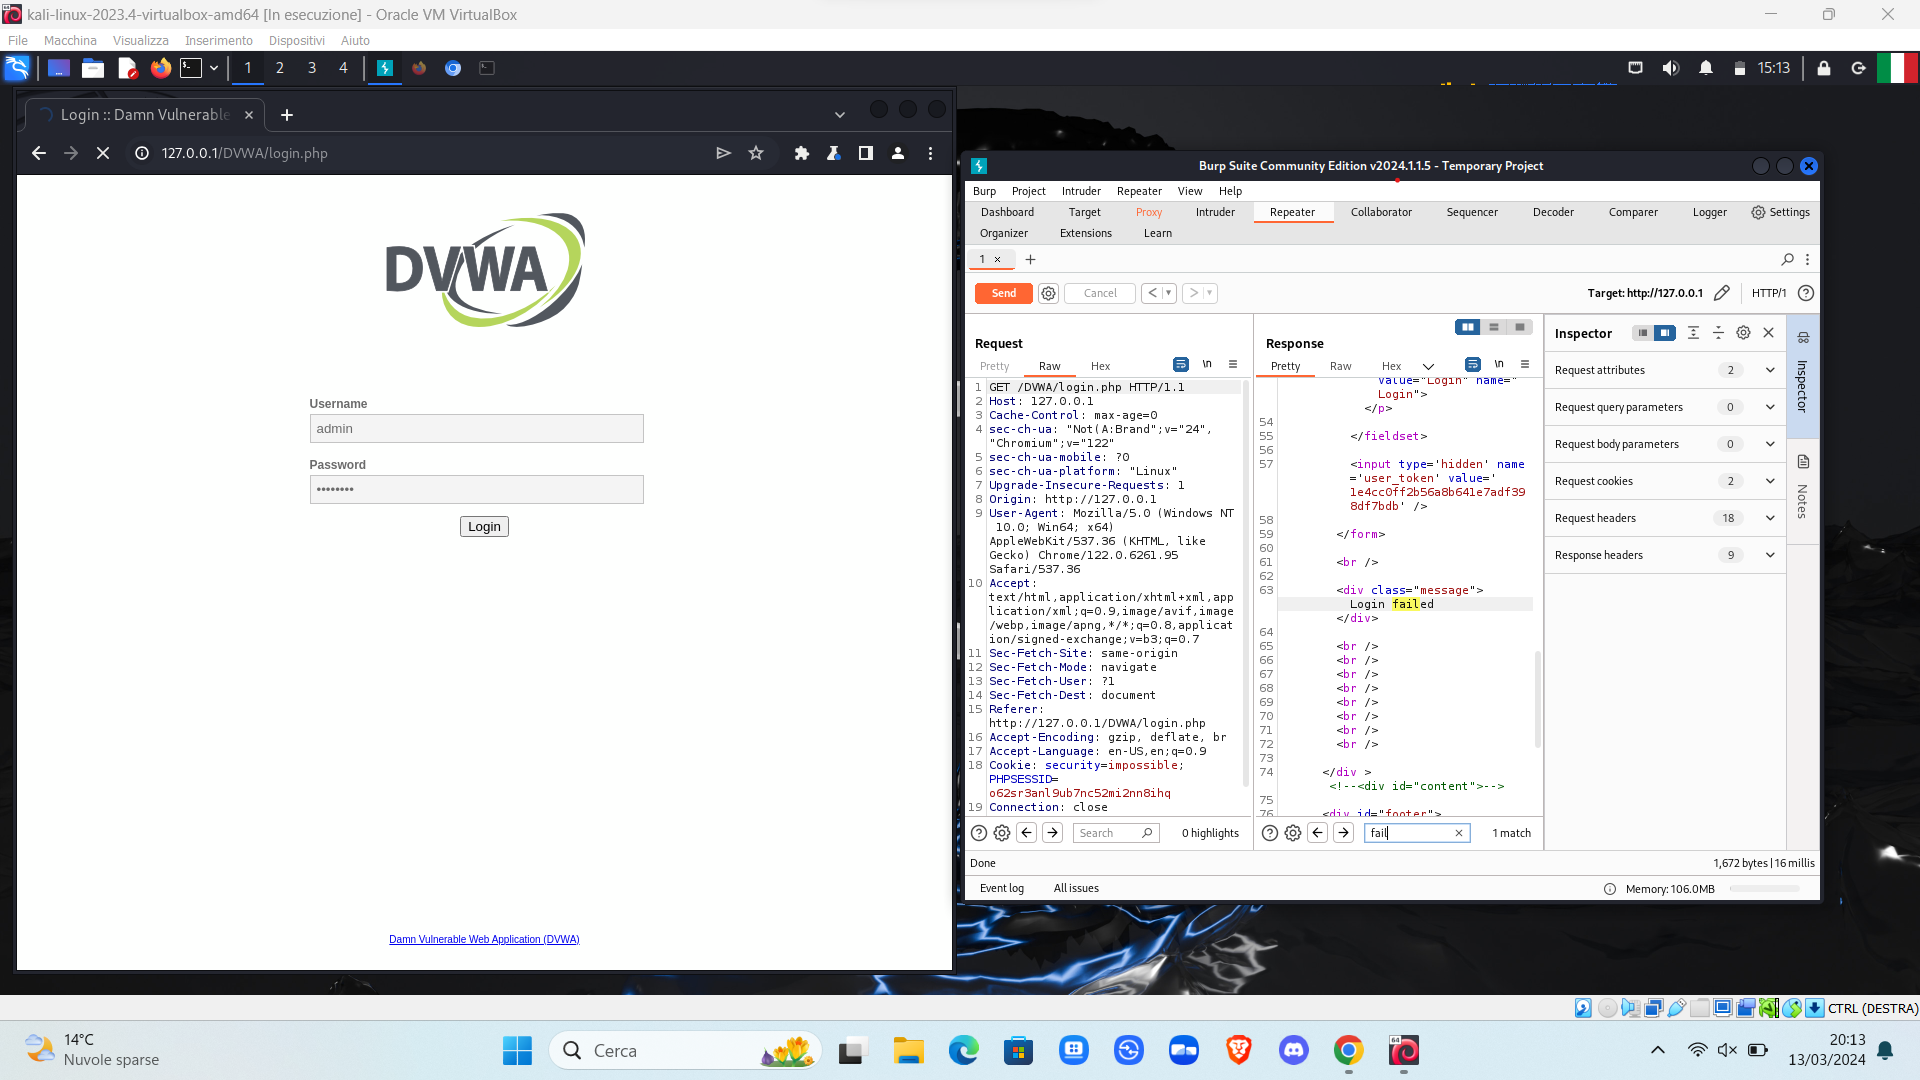 kali-linux-2023.4-virtualbox-amd64 [In esecuzione] - Oracle VM VirtualBox
File Macchina Visualizza Inserimento Dispositivi Aiuto
1 2 3 4
15:13
Login :: Damn Vulnerable
127.0.0.1/DVWA/login.php
DVWA
Username
admin
Password
••••••••
Login
Damn Vulnerable Web Application (DVWA)
Burp Suite Community Edition v2024.1.1.5 - Temporary Project
Burp Project Intruder Repeater View Help
Dashboard Target Proxy Intruder Repeater Collaborator Sequencer Decoder Comparer Logger Settings
Organizer Extensions Learn
1 × +
Send Cancel < >
Target: http://127.0.0.1 HTTP/1
Request
Pretty Raw Hex \n
1 GET /DVWA/login.php HTTP/1.1
2 Host: 127.0.0.1
3 Cache-Control: max-age=0
4 sec-ch-ua: "Not(A:Brand";v="24",
"Chromium";v="122"
5 sec-ch-ua-mobile: ?0
6 sec-ch-ua-platform: "Linux"
7 Upgrade-Insecure-Requests: 1
8 Origin: http://127.0.0.1
9 User-Agent: Mozilla/5.0 (Windows NT
10.0; Win64; x64)
AppleWebKit/537.36 (KHTML, like
Gecko) Chrome/122.0.6261.95
Safari/537.36
10 Accept:
text/html,application/xhtml+xml,app
lication/xml;q=0.9,image/avif,image
/webp,image/apng,*/*;q=0.8,applicat
ion/signed-exchange;v=b3;q=0.7
11 Sec-Fetch-Site: same-origin
12 Sec-Fetch-Mode: navigate
13 Sec-Fetch-User: ?1
14 Sec-Fetch-Dest: document
15 Referer:
http://127.0.0.1/DVWA/login.php
16 Accept-Encoding: gzip, deflate, br
17 Accept-Language: en-US,en;q=0.9
18 Cookie: security=impossible;
PHPSESSID=
o62sr3anl9ub7nc52mi2nn8ihq
19 Connection: close
Search 0 highlights
Response
Pretty Raw Hex \n
value="Login" name="
Login">
</p>
54
55 </fieldset>
56
57 <input type='hidden' name
='user_token' value='
1e4cc0ff2b56a8b641e7adf39
8df7bdb' />
58
59 </form>
60
61 <br />
62
63 <div class="message">
Login failed
</div>
64
65 <br />
66 <br />
67 <br />
68 <br />
69 <br />
70 <br />
71 <br />
72 <br />
73
74 </div >
<!--<div id="content">-->
75
76 <div id="footer">
fail 1 match
Inspector
Request attributes 2
Request query parameters 0
Request body parameters 0
Request cookies 2
Request headers 18
Response headers 9
Inspector
Notes
Done
1,672 bytes | 16 millis
Event log All issues
Memory: 106.0MB
CTRL (DESTRA)
14°C
Nuvole sparse
Cerca
64
20:13
13/03/2024